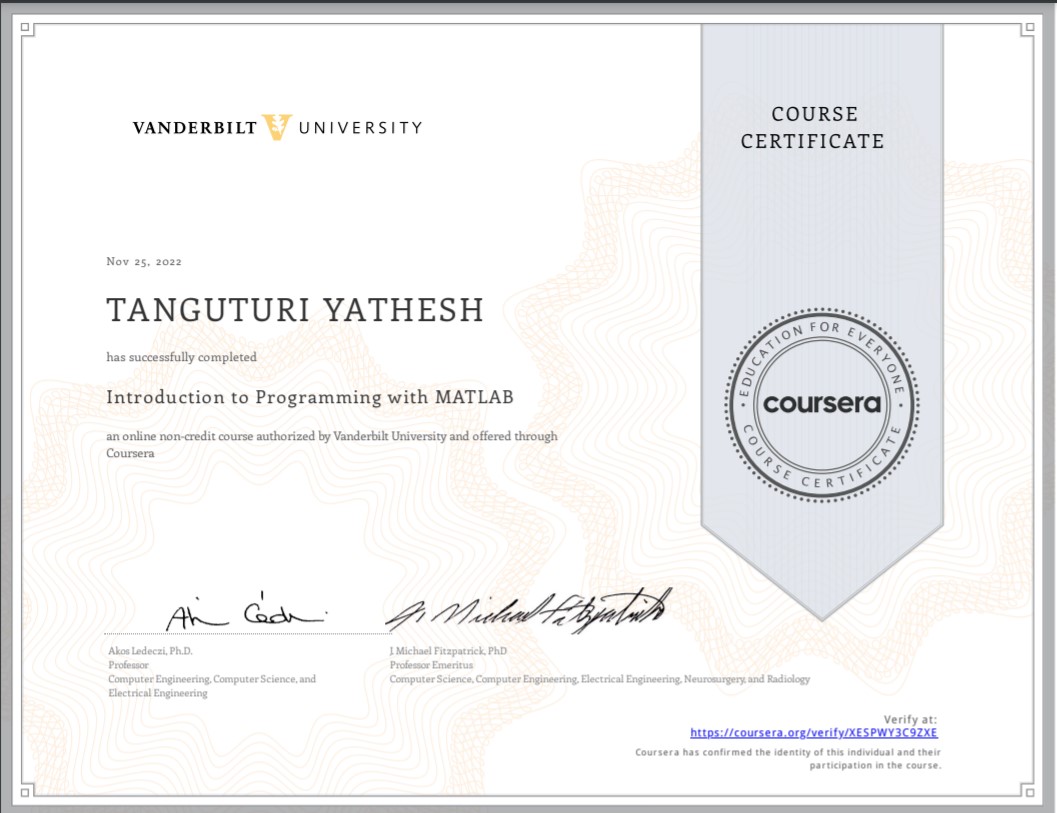 VANDERBILT UNIVERSITY
COURSE
CERTIFICATE
Nov 25, 2022
TANGUTURI YATHESH
has successfully completed
Introduction to Programming with MATLAB
an online non-credit course authorized by Vanderbilt University and offered through
Coursera
EDUCATION FOR EVERYONE
coursera
COURSE CERTIFICATE
J. Michael Fitzpatrick
Akos Ledeczi, Ph.D.
Professor
Computer Engineering, Computer Science, and
Electrical Engineering
J. Michael Fitzpatrick, PhD
Professor Emeritus
Computer Science, Computer Engineering, Electrical Engineering, Neurosurgery, and Radiology
Verify at:
https://coursera.org/verify/XESPWY3C9ZXE
Coursera has confirmed the identity of this individual and their
participation in the course.